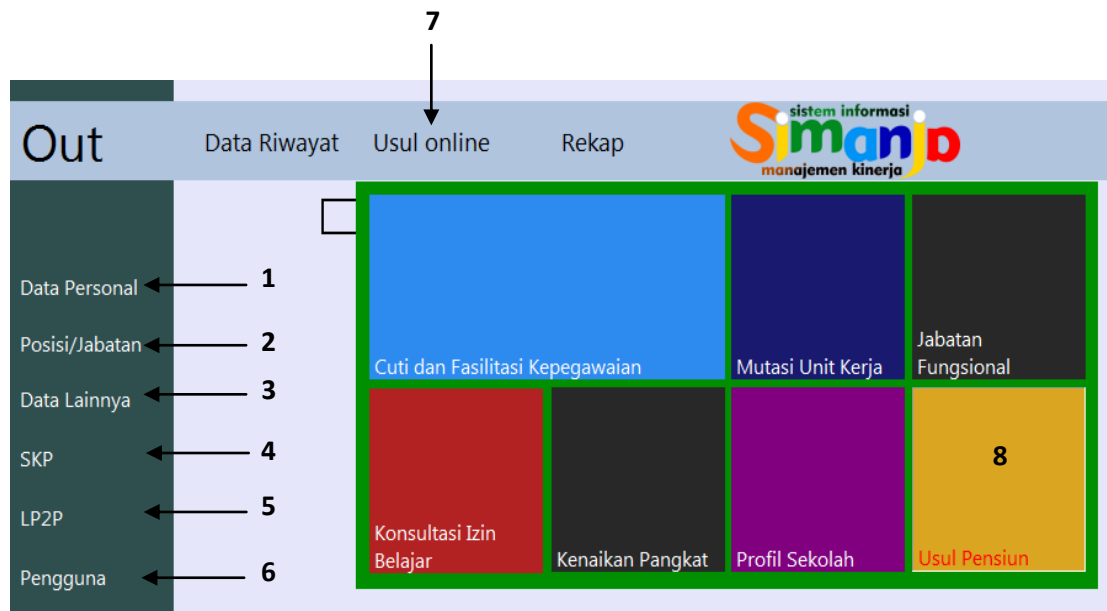 7
Out
Data Riwayat
Usul online
Rekap
sistem informasi
Simanja
manajemen kinerja
Data Personal
1
Posisi/Jabatan
2
Data Lainnya
3
SKP
4
LP2P
5
Pengguna
6
Cuti dan Fasilitasi Kepegawaian
Mutasi Unit Kerja
Jabatan
Fungsional
Konsultasi Izin
Belajar
Kenaikan Pangkat
Profil Sekolah
8
Usul Pensiun